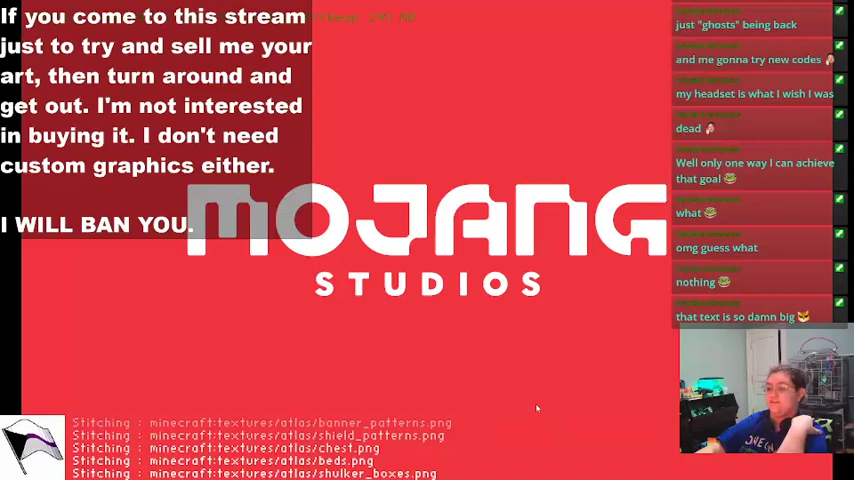 If you come to this stream
just to try and sell me your
art, then turn around and
get out. I'm not interested
in buying it. I don't need
custom graphics either.
I WILL BAN YOU.
MOJANG
STUDIOS
just "ghosts" being back
and me gonna try new codes
my headset is what I wish I was
dead
Well only one way I can achieve
that goal
what
omg guess what
nothing
that text is so damn big
Stitching : minecraft:textures/atlas/banner_patterns.png
Stitching : minecraft:textures/atlas/shield_patterns.png
Stitching : minecraft:textures/atlas/chest.png
Stitching : minecraft:textures/atlas/beds.png
Stitching : minecraft:textures/atlas/shulker_boxes.png